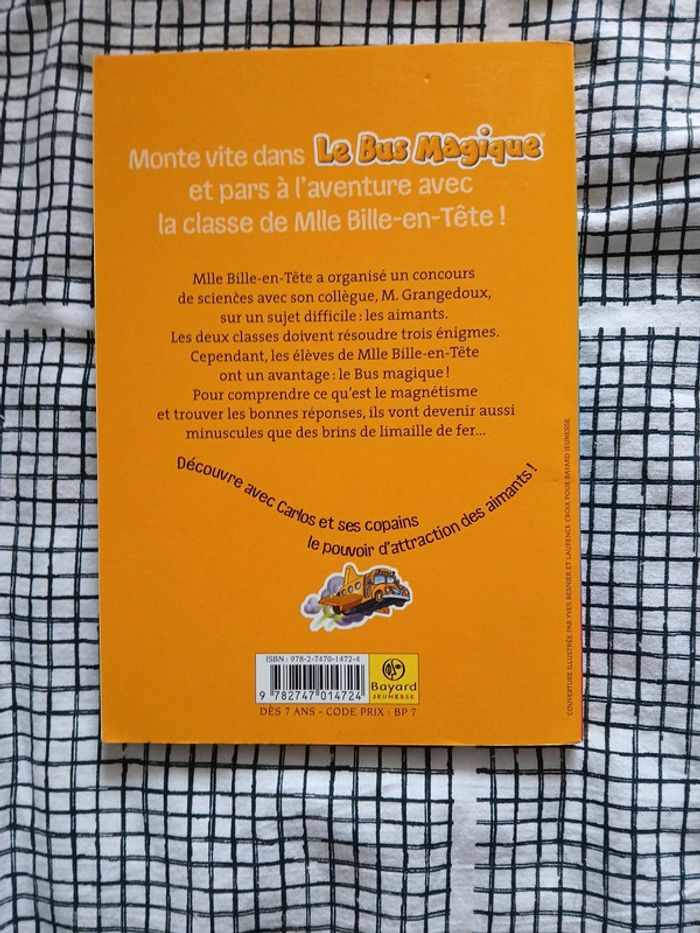 Monte vite dans Le Bus Magique
et pars à l'aventure avec
la classe de Mlle Bille-en-Tête !
Mlle Bille-en-Tête a organisé un concours
de sciences avec son collègue, M. Grangedoux,
sur un sujet difficile : les aimants.
Les deux classes doivent résoudre trois énigmes.
Cependant, les élèves de Mlle Bille-en-Tête
ont un avantage : le Bus magique !
Pour comprendre ce qu'est le magnétisme
et trouver les bonnes réponses, ils vont devenir aussi
minuscules que des brins de limaille de fer...
Découvre avec Carlos et ses copains
le pouvoir d'attraction des aimants !
ISBN : 978-2-7470-1472-4
9 782747 014724
Bayard
JEUNESSE
DÈS 7 ANS - CODE PRIX : BP 7
COUVERTURE ILLUSTRÉE PAR YVES BESNIER ET LAURENCE CROIX POUR BAYARD JEUNESSE